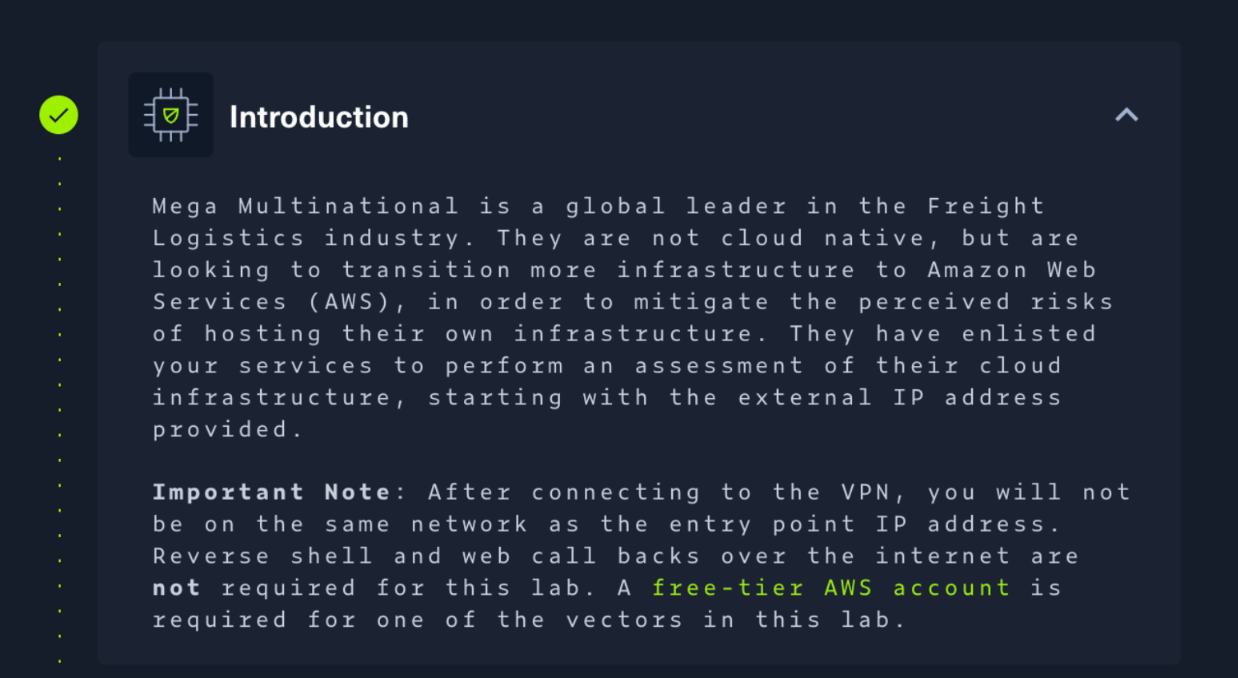 Introduction
Mega Multinational is a global leader in the Freight
Logistics industry. They are not cloud native, but are
looking to transition more infrastructure to Amazon Web
Services (AWS), in order to mitigate the perceived risks
of hosting their own infrastructure. They have enlisted
your services to perform an assessment of their cloud
infrastructure, starting with the external IP address
provided.
Important Note: After connecting to the VPN, you will not
be on the same network as the entry point IP address.
Reverse shell and web call backs over the internet are
not required for this lab. A free-tier AWS account is
required for one of the vectors in this lab.